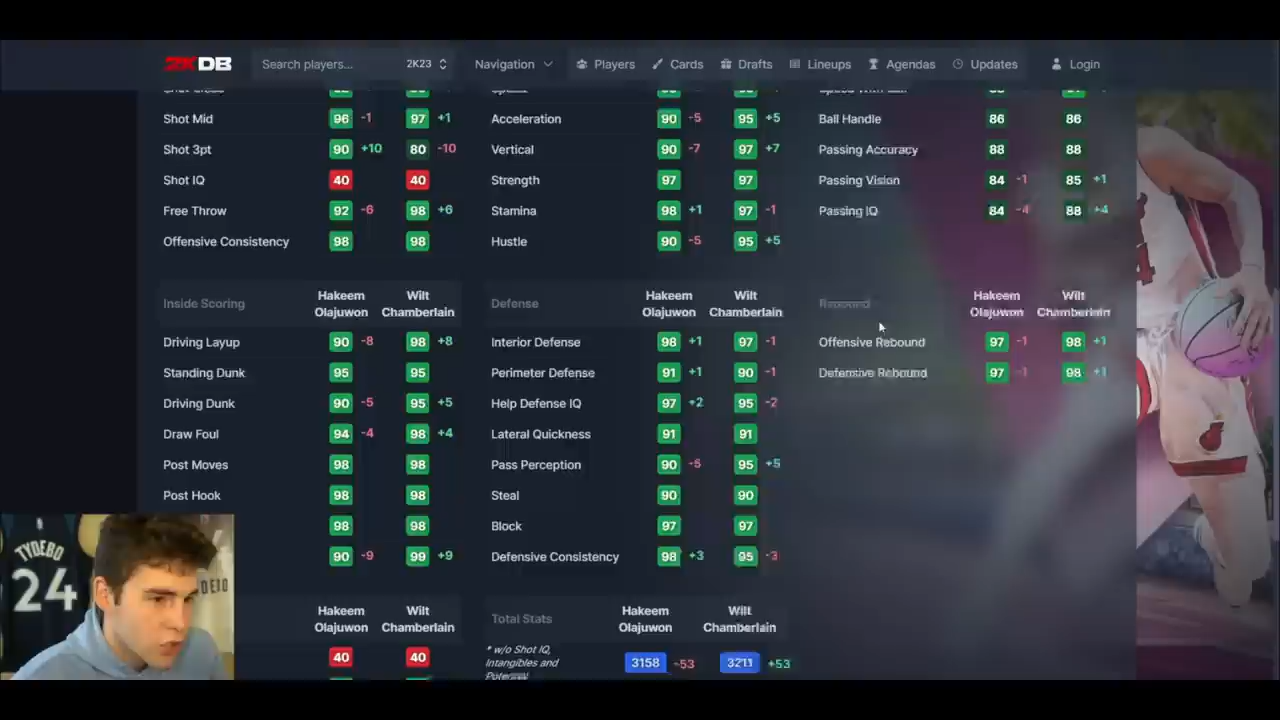 2KDB Search players... 2K23 Navigation Players Cards Drafts Lineups Agendas Updates Login
Shot Mid 96 -1 97 +1 Acceleration 90 -5 95 +5 Ball Handle 86 86
Shot 3pt 90 +10 80 -10 Vertical 90 -7 97 +7 Passing Accuracy 88 88
Shot IQ 40 40 Strength 97 97 Passing Vision 84 -1 85 +1
Free Throw 92 -6 98 +6 Stamina 98 +1 97 -1 Passing IQ 84 -4 88 +4
Offensive Consistency 98 98 Hustle 90 -5 95 +5
Inside Scoring Hakeem Wilt Defense Hakeem Wilt Rebound Hakeem Wilt
Olajuwon Chamberlain Olajuwon Chamberlain Olajuwon Chamberlain
Driving Layup 90 -8 98 +8 Interior Defense 98 +1 97 -1 Offensive Rebound 97 -1 98 +1
Standing Dunk 95 95 Perimeter Defense 91 +1 90 -1 Defensive Rebound 97 -1 98 +1
Driving Dunk 90 -5 95 +5 Help Defense IQ 97 +2 95 -2
Draw Foul 94 -4 98 +4 Lateral Quickness 91 91
Post Moves 98 98 Pass Perception 90 -5 95 +5
Post Hook 98 98 Steal 90 90
98 98 Block 97 97
90 -9 99 +9 Defensive Consistency 98 +3 95 -3
TYDEBO
24
Hakeem Wilt Total Stats Hakeem Wilt
Olajuwon Chamberlain Olajuwon Chamberlain
40 40 * w/o Shot IQ,
Intangibles and
Potential
3158 -53 3211 +53